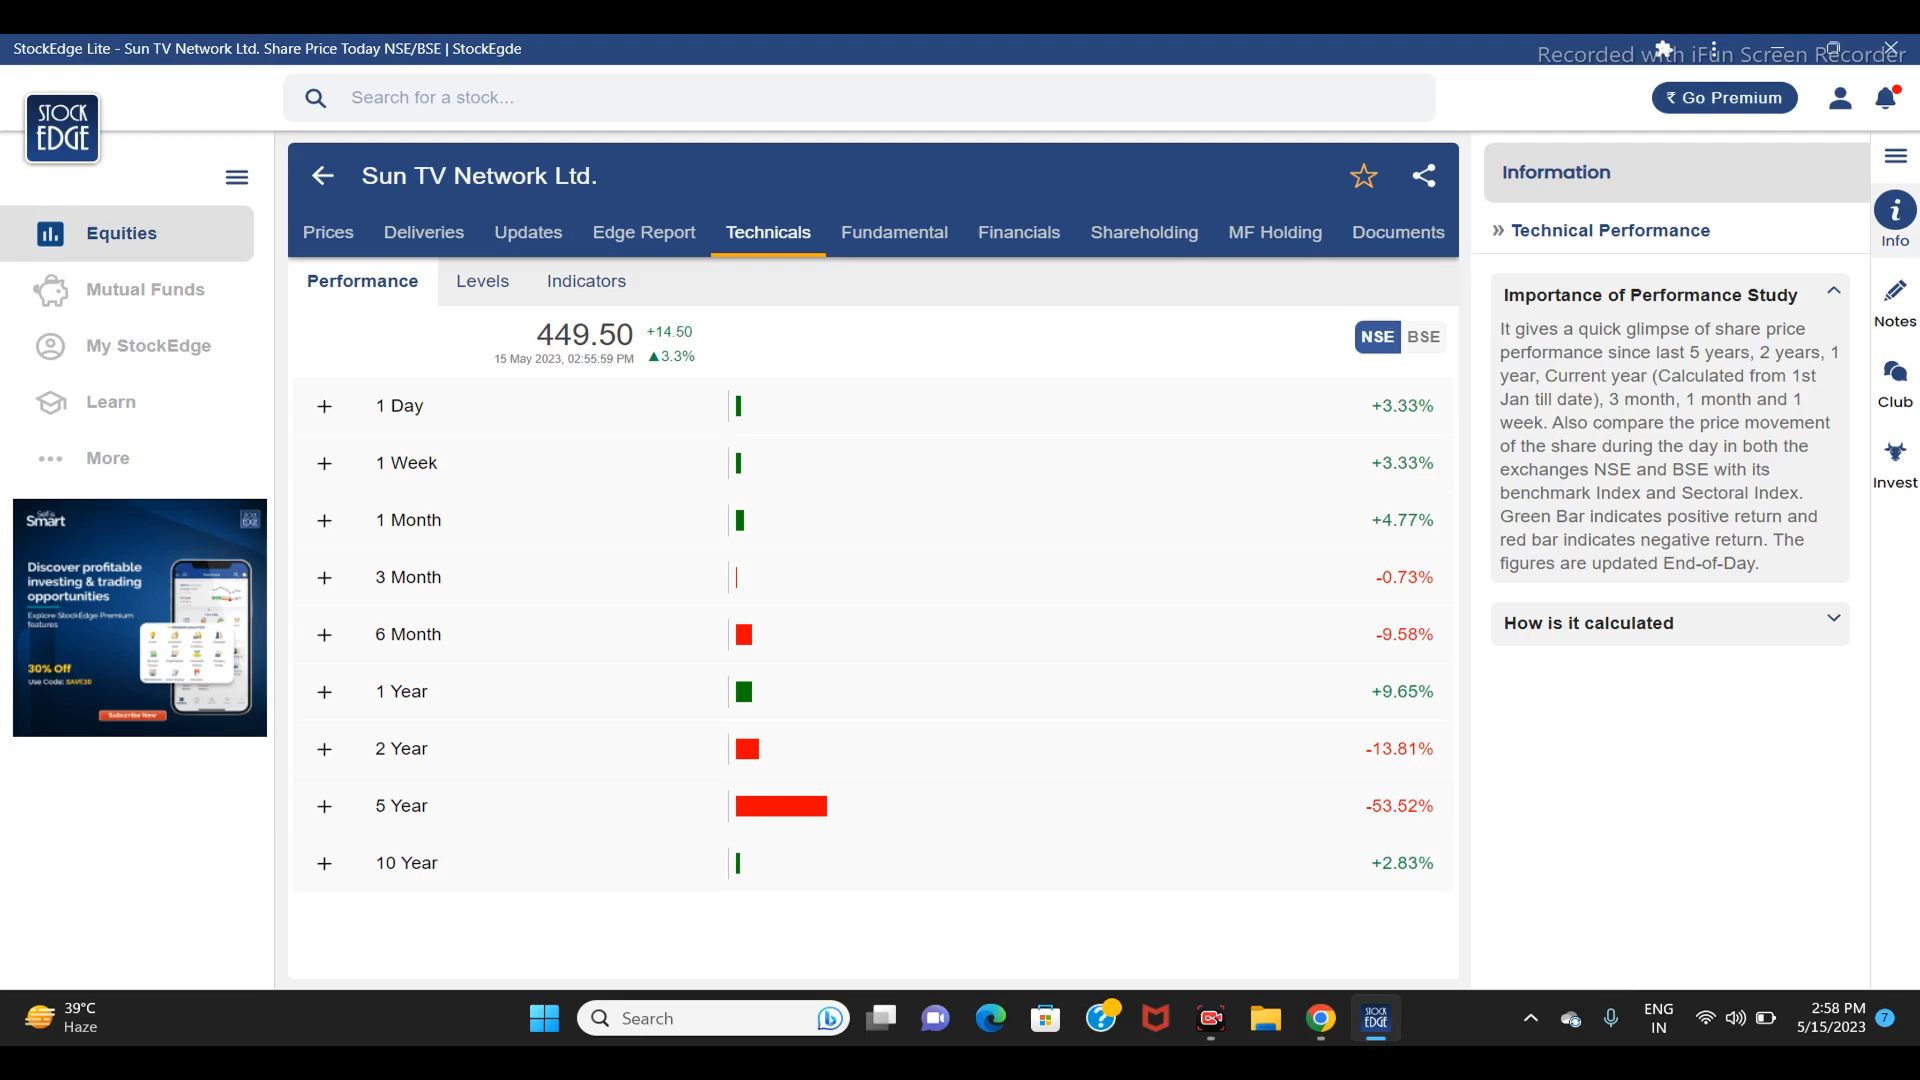 StockEdge Lite - Sun TV Network Ltd. Share Price Today NSE/BSE | StockEgde
Recorded with iFun Screen Recorder
STOCK
EDGE
Search for a stock...
₹ Go Premium
Equities
Mutual Funds
My StockEdge
Learn
More
Smart
Discover profitable
investing & trading
opportunities
Explore StockEdge Premium
features
30% Off
Use Code: SAVE30
Subscribe Now
Sun TV Network Ltd.
Prices Deliveries Updates Edge Report Technicals Fundamental Financials Shareholding MF Holding Documents
Performance Levels Indicators
449.50 +14.50
15 May 2023, 02:55:59 PM ▲3.3%
NSE BSE
+ 1 Day +3.33%
+ 1 Week +3.33%
+ 1 Month +4.77%
+ 3 Month -0.73%
+ 6 Month -9.58%
+ 1 Year +9.65%
+ 2 Year -13.81%
+ 5 Year -53.52%
+ 10 Year +2.83%
Information
» Technical Performance
Importance of Performance Study
It gives a quick glimpse of share price
performance since last 5 years, 2 years, 1
year, Current year (Calculated from 1st
Jan till date), 3 month, 1 month and 1
week. Also compare the price movement
of the share during the day in both the
exchanges NSE and BSE with its
benchmark Index and Sectoral Index.
Green Bar indicates positive return and
red bar indicates negative return. The
figures are updated End-of-Day.
How is it calculated
Info
Notes
Club
Invest
39°C
Haze
Search
STOCK
EDGE
ENG
IN
2:58 PM
5/15/2023
7